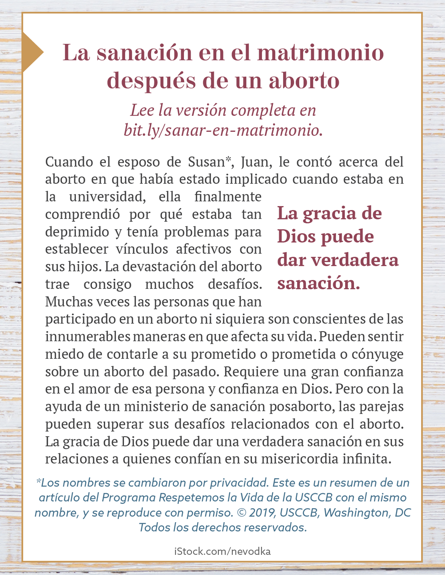 La sanación en el matrimonio
después de un aborto
Lee la versión completa en
bit.ly/sanar-en-matrimonio.
Cuando el esposo de Susan*, Juan, le contó acerca del
aborto en que había estado implicado cuando estaba en
la universidad, ella finalmente
comprendió por qué estaba tan
deprimido y tenía problemas para
establecer vínculos afectivos con
sus hijos. La devastación del aborto
trae consigo muchos desafíos.
Muchas veces las personas que han
La gracia de
Dios puede
dar verdadera
sanación.
participado en un aborto ni siquiera son conscientes de las
innumerables maneras en que afecta su vida. Pueden sentir
miedo de contarle a su prometido o prometida o cónyuge
sobre un aborto del pasado. Requiere una gran confianza
en el amor de esa persona y confianza en Dios. Pero con la
ayuda de un ministerio de sanación posaborto, las parejas
pueden superar sus desafíos relacionados con el aborto.
La gracia de Dios puede dar una verdadera sanación en sus
relaciones a quienes confían en su misericordia infinita.
*Los nombres se cambiaron por privacidad. Este es un resumen de un
artículo del Programa Respetemos la Vida de la USCCB con el mismo
nombre, y se reproduce con permiso. © 2019, USCCB, Washington, DC
Todos los derechos reservados.
iStock.com/nevodka